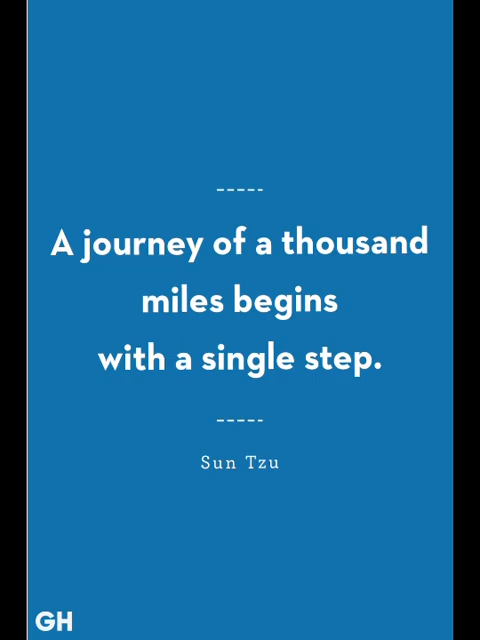 -----
A journey of a thousand
miles begins
with a single step.
-----
Sun Tzu
GH